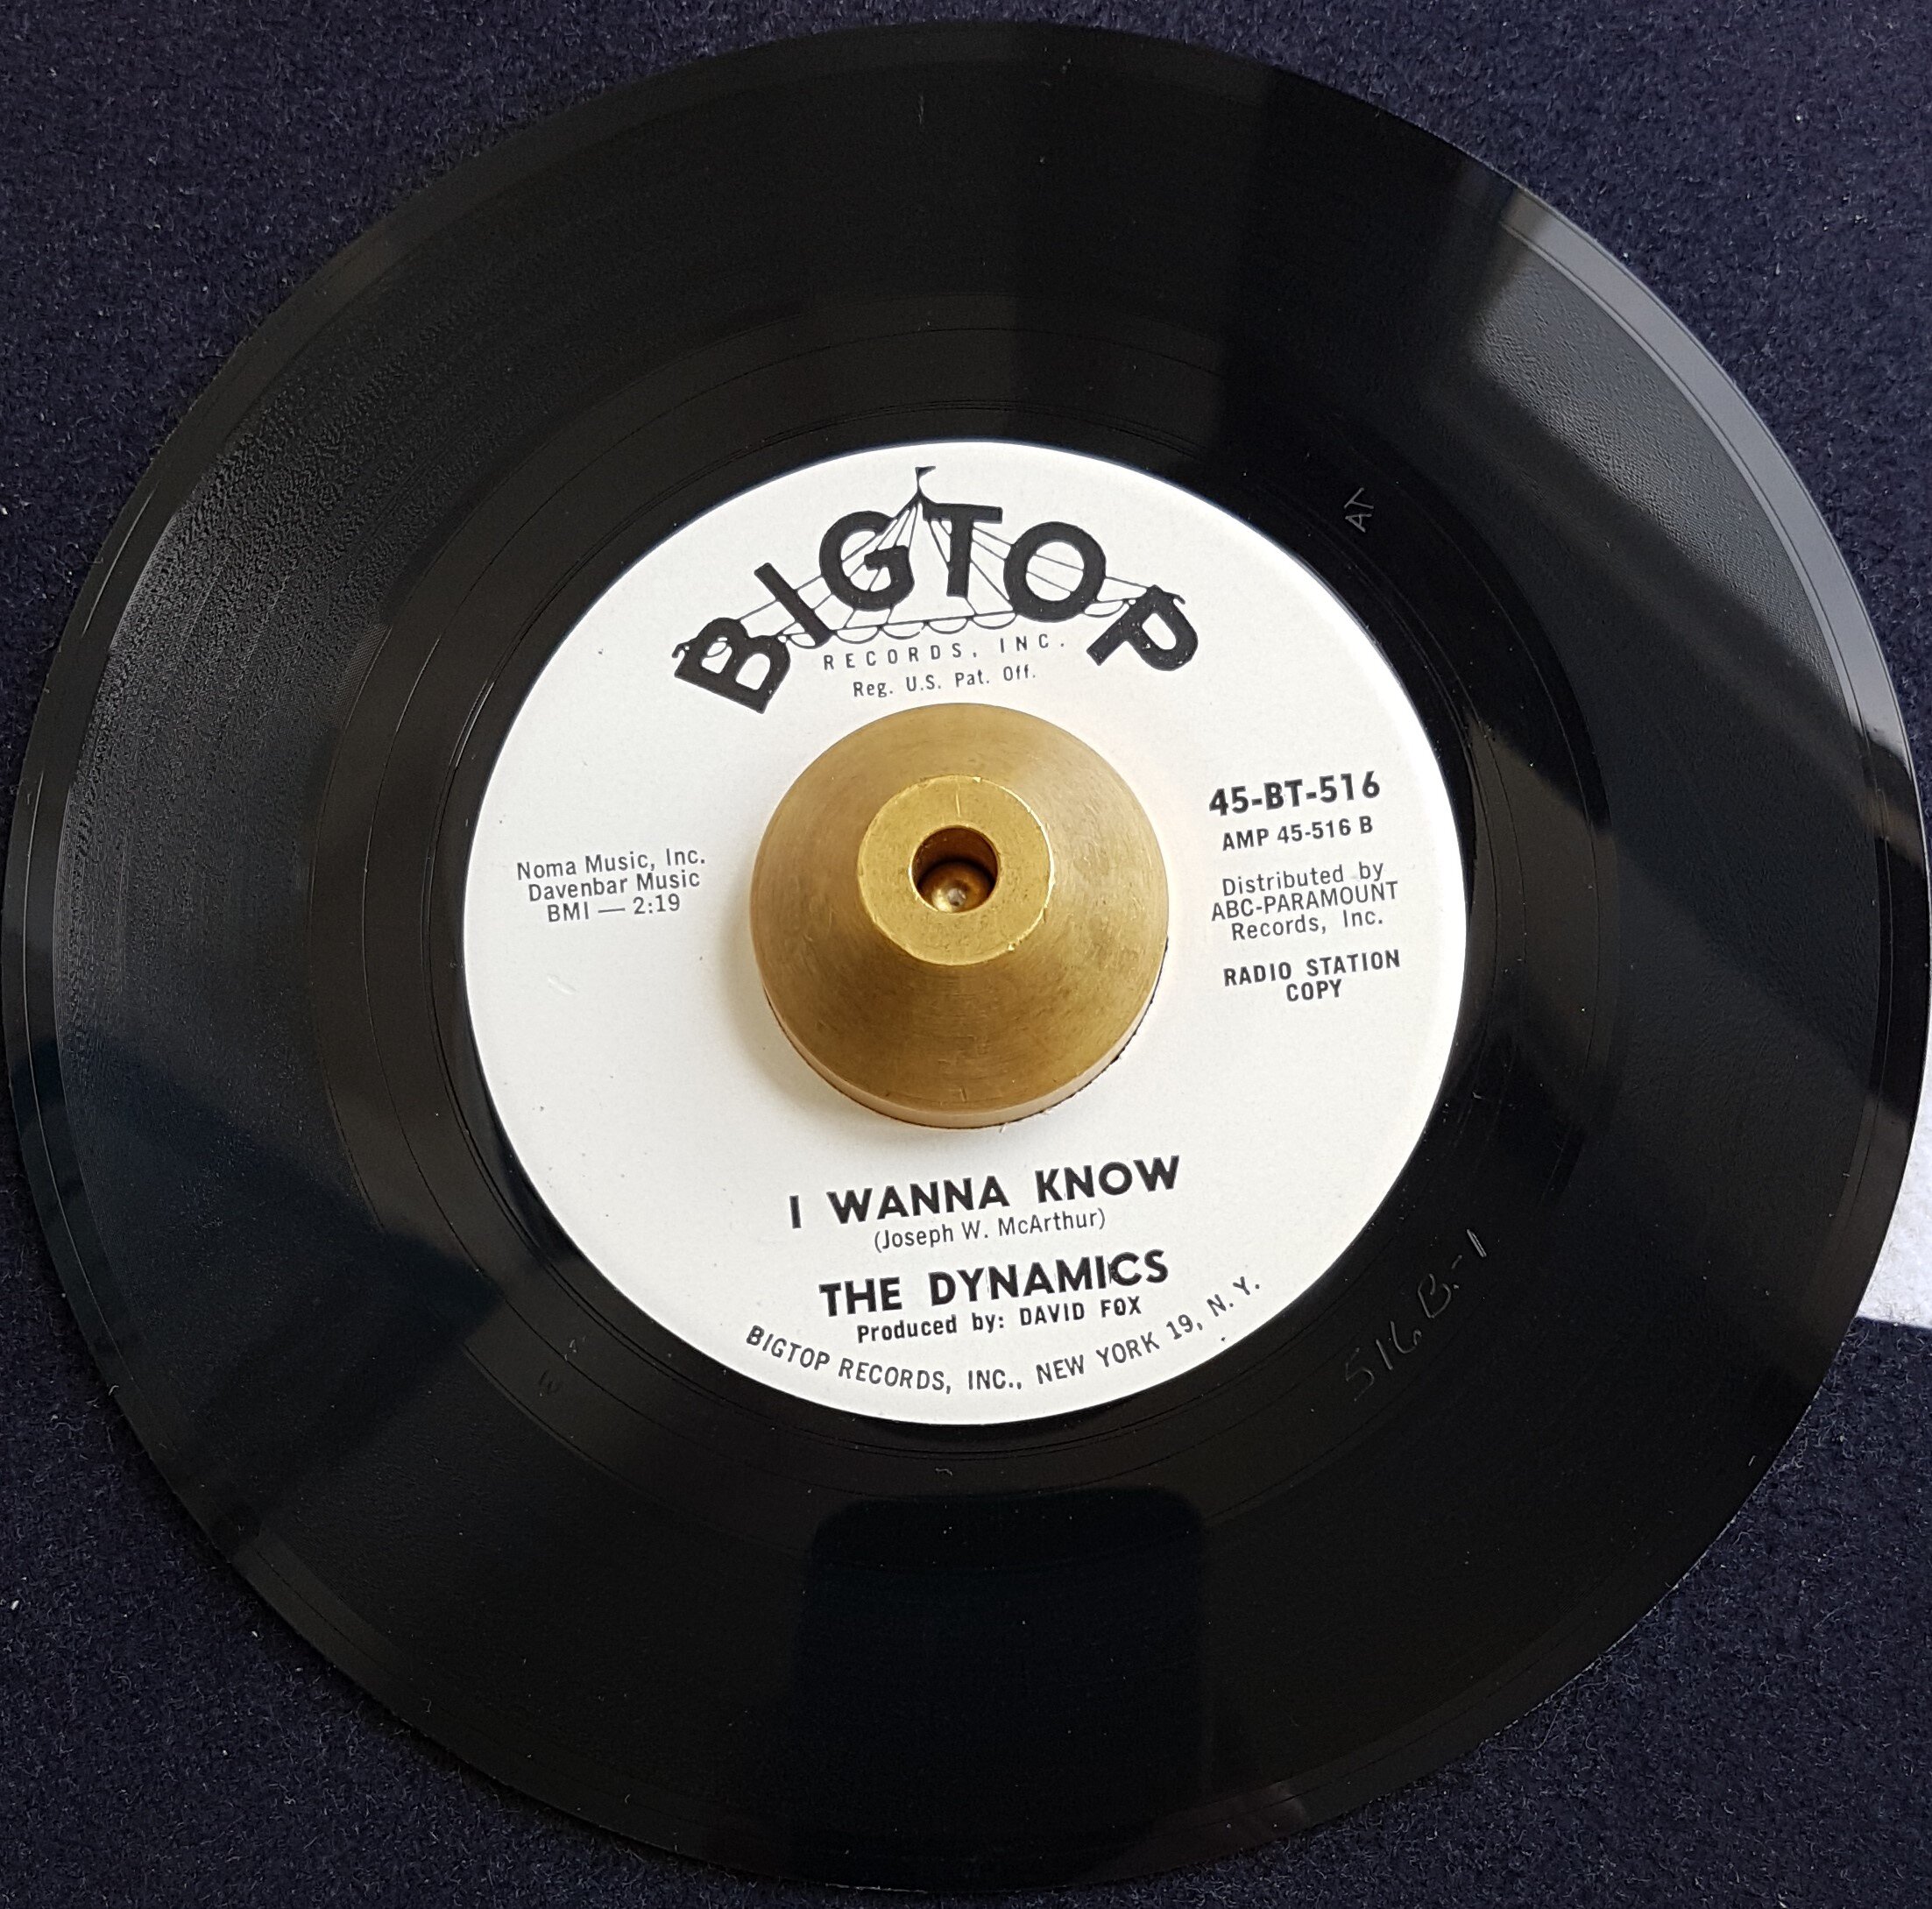 BIGTOP
RECORDS, INC.
Reg. U.S. Pat. Off.
45-BT-516
AMP 45-516 B
Noma Music, Inc.
Davenbar Music
BMI — 2:19
Distributed by
ABC-PARAMOUNT
Records, Inc.
RADIO STATION
COPY
I WANNA KNOW
(Joseph W. McArthur)
THE DYNAMICS
Produced by: DAVID FOX
BIGTOP RECORDS, INC., NEW YORK 19, N. Y.
AT
516.B.-1